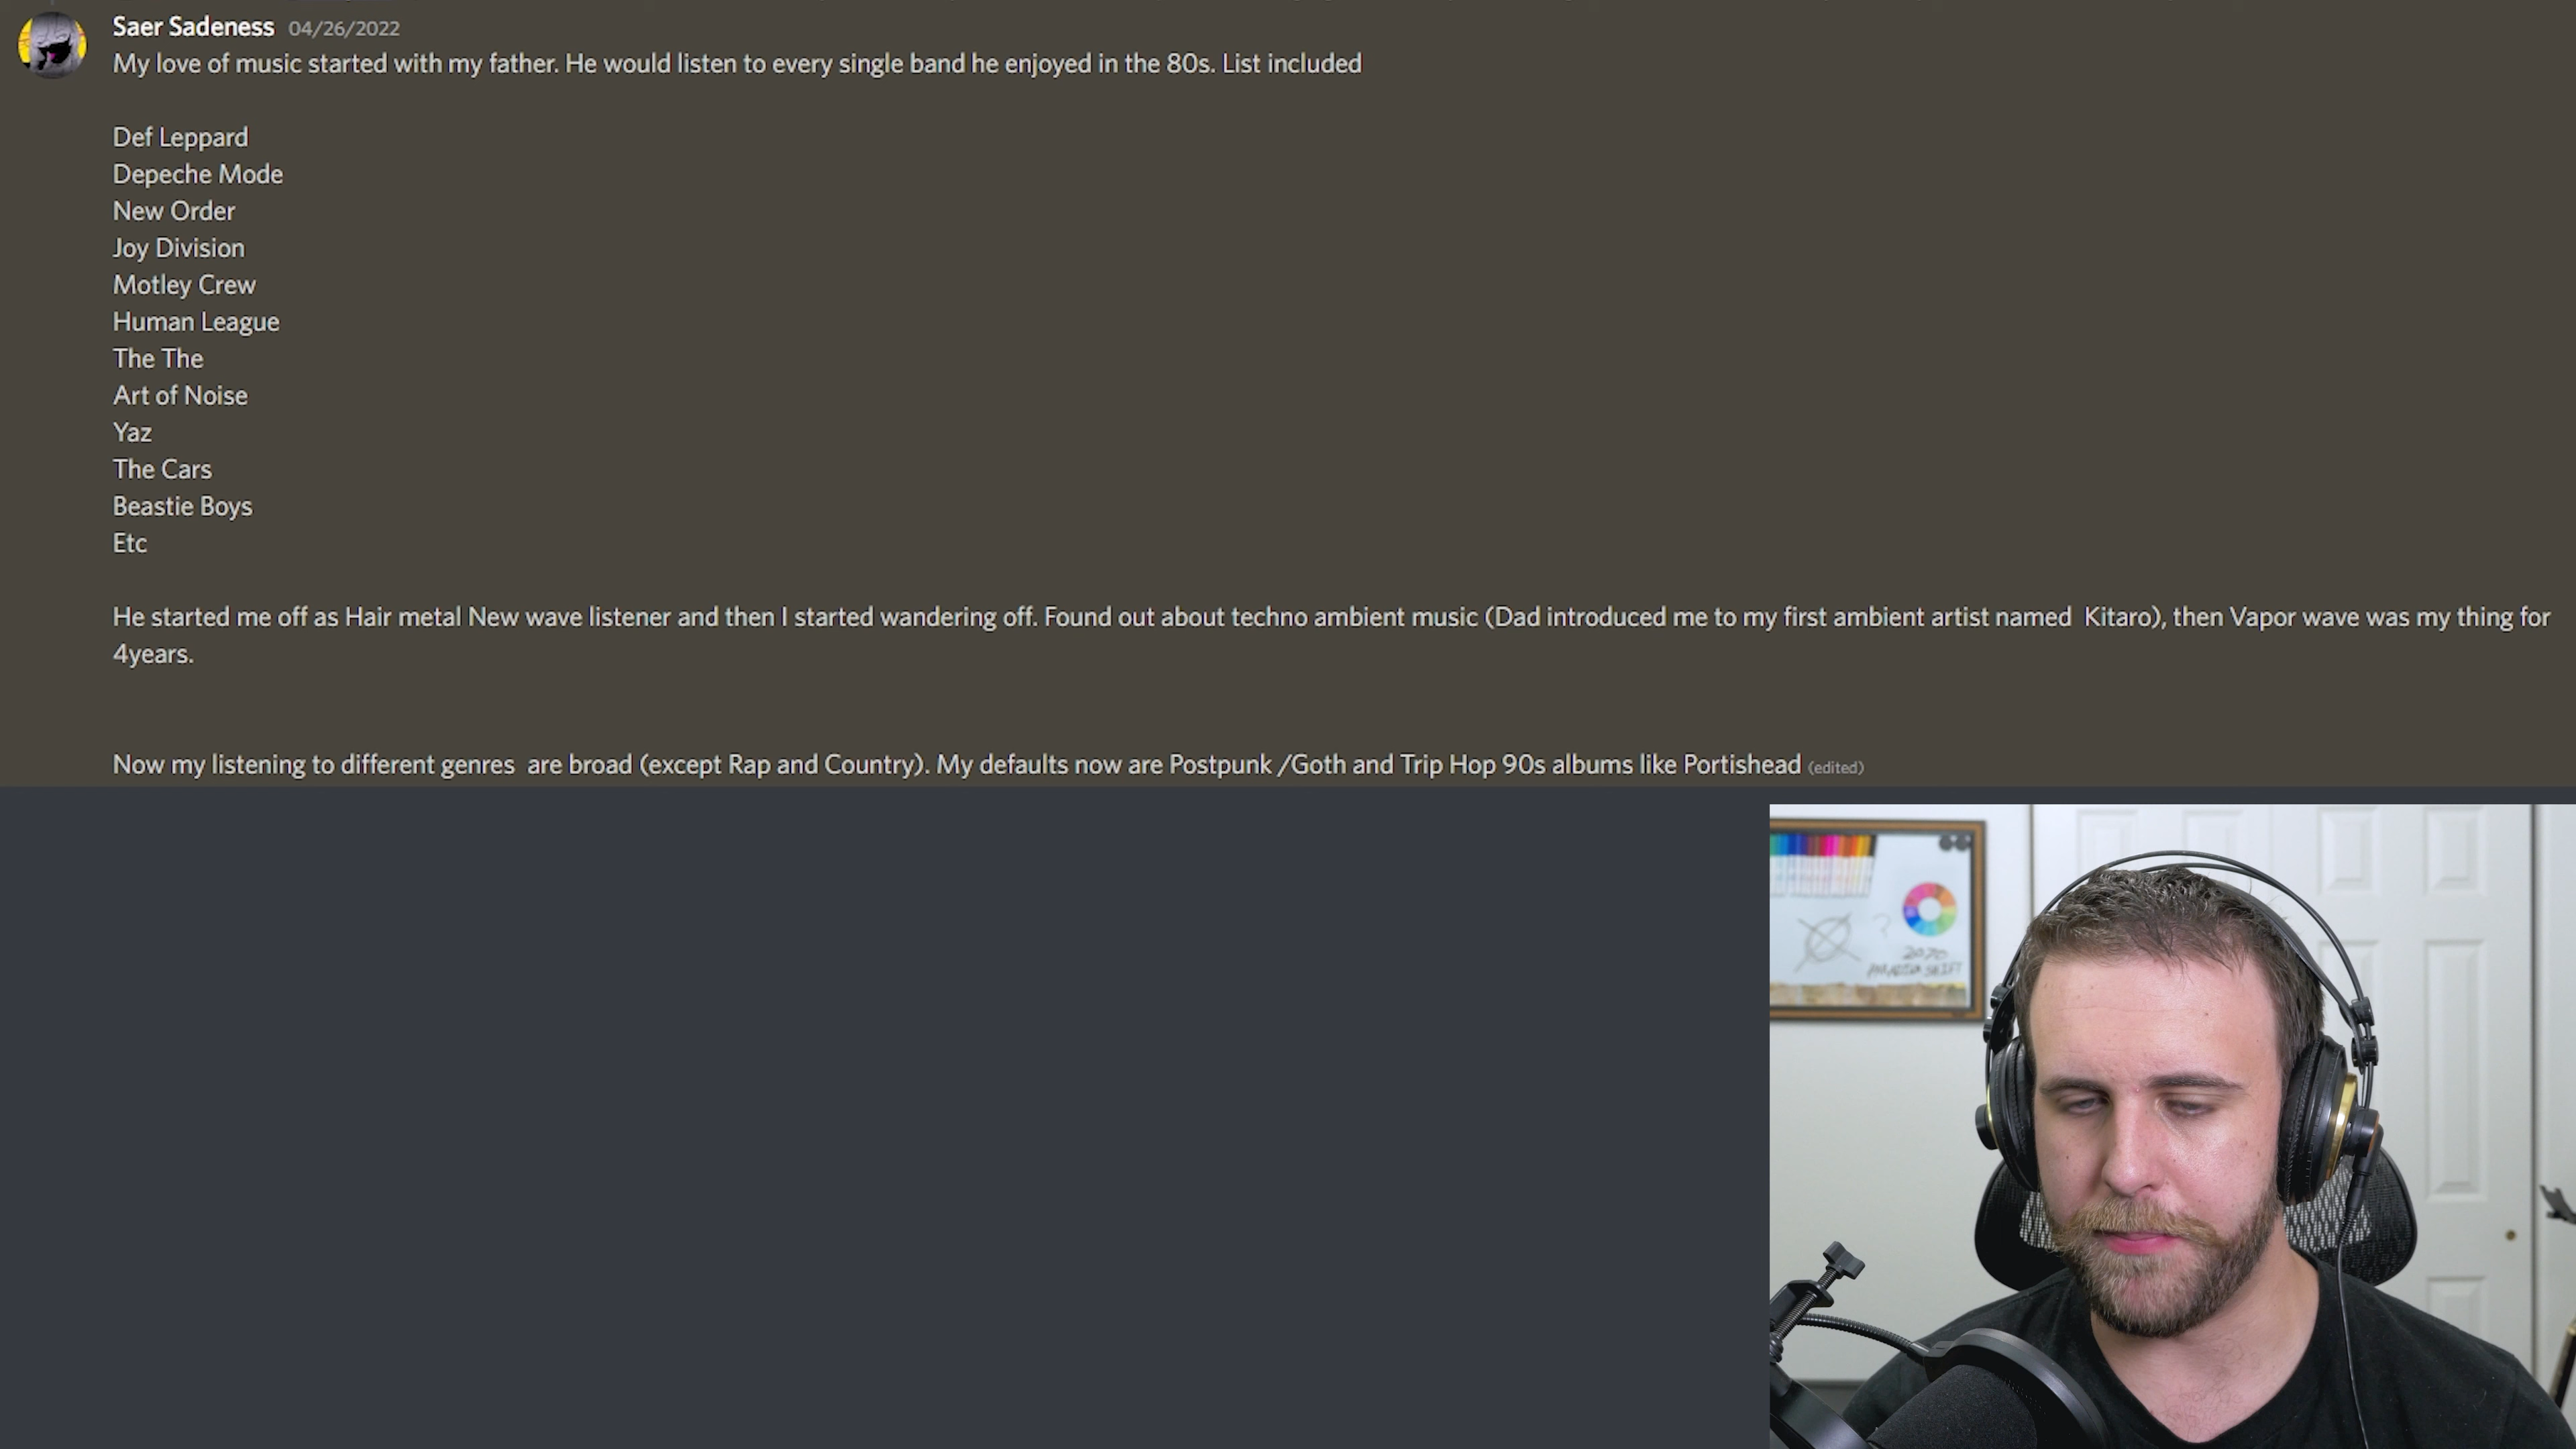 Saer Sadeness 04/26/2022
My love of music started with my father. He would listen to every single band he enjoyed in the 80s. List included
Def Leppard
Depeche Mode
New Order
Joy Division
Motley Crew
Human League
The The
Art of Noise
Yaz
The Cars
Beastie Boys
Etc
He started me off as Hair metal New wave listener and then I started wandering off. Found out about techno ambient music (Dad introduced me to my first ambient artist named  Kitaro), then Vapor wave was my thing for
4years.
Now my listening to different genres  are broad (except Rap and Country). My defaults now are Postpunk /Goth and Trip Hop 90s albums like Portishead (edited)
?